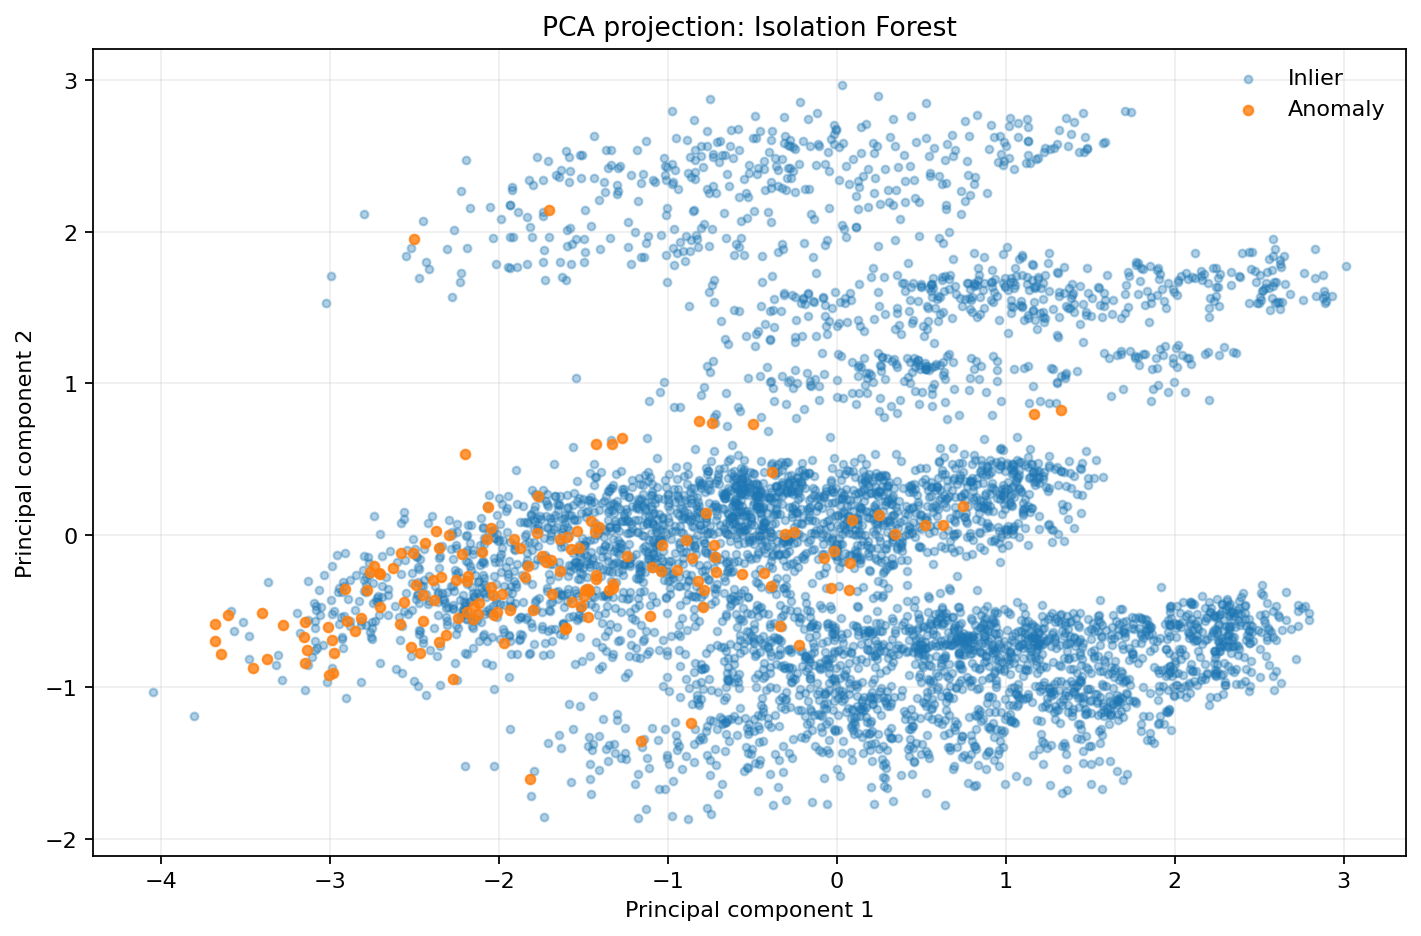 PCA projection: Isolation Forest
Inlier
Anomaly
3
2
1
0
−1
−2
Principal component 2
−4
−3
−2
−1
0
1
2
3
Principal component 1